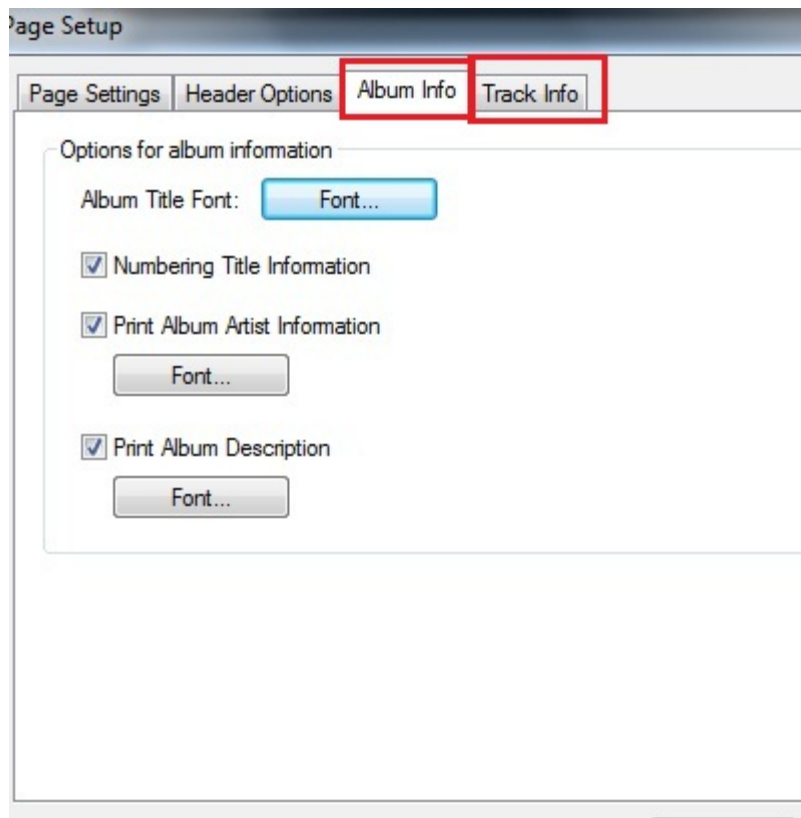 Page Setup
Page Settings Header Options Album Info Track Info
Options for album information
Album Title Font: Font...
Numbering Title Information
Print Album Artist Information
Font...
Print Album Description
Font...